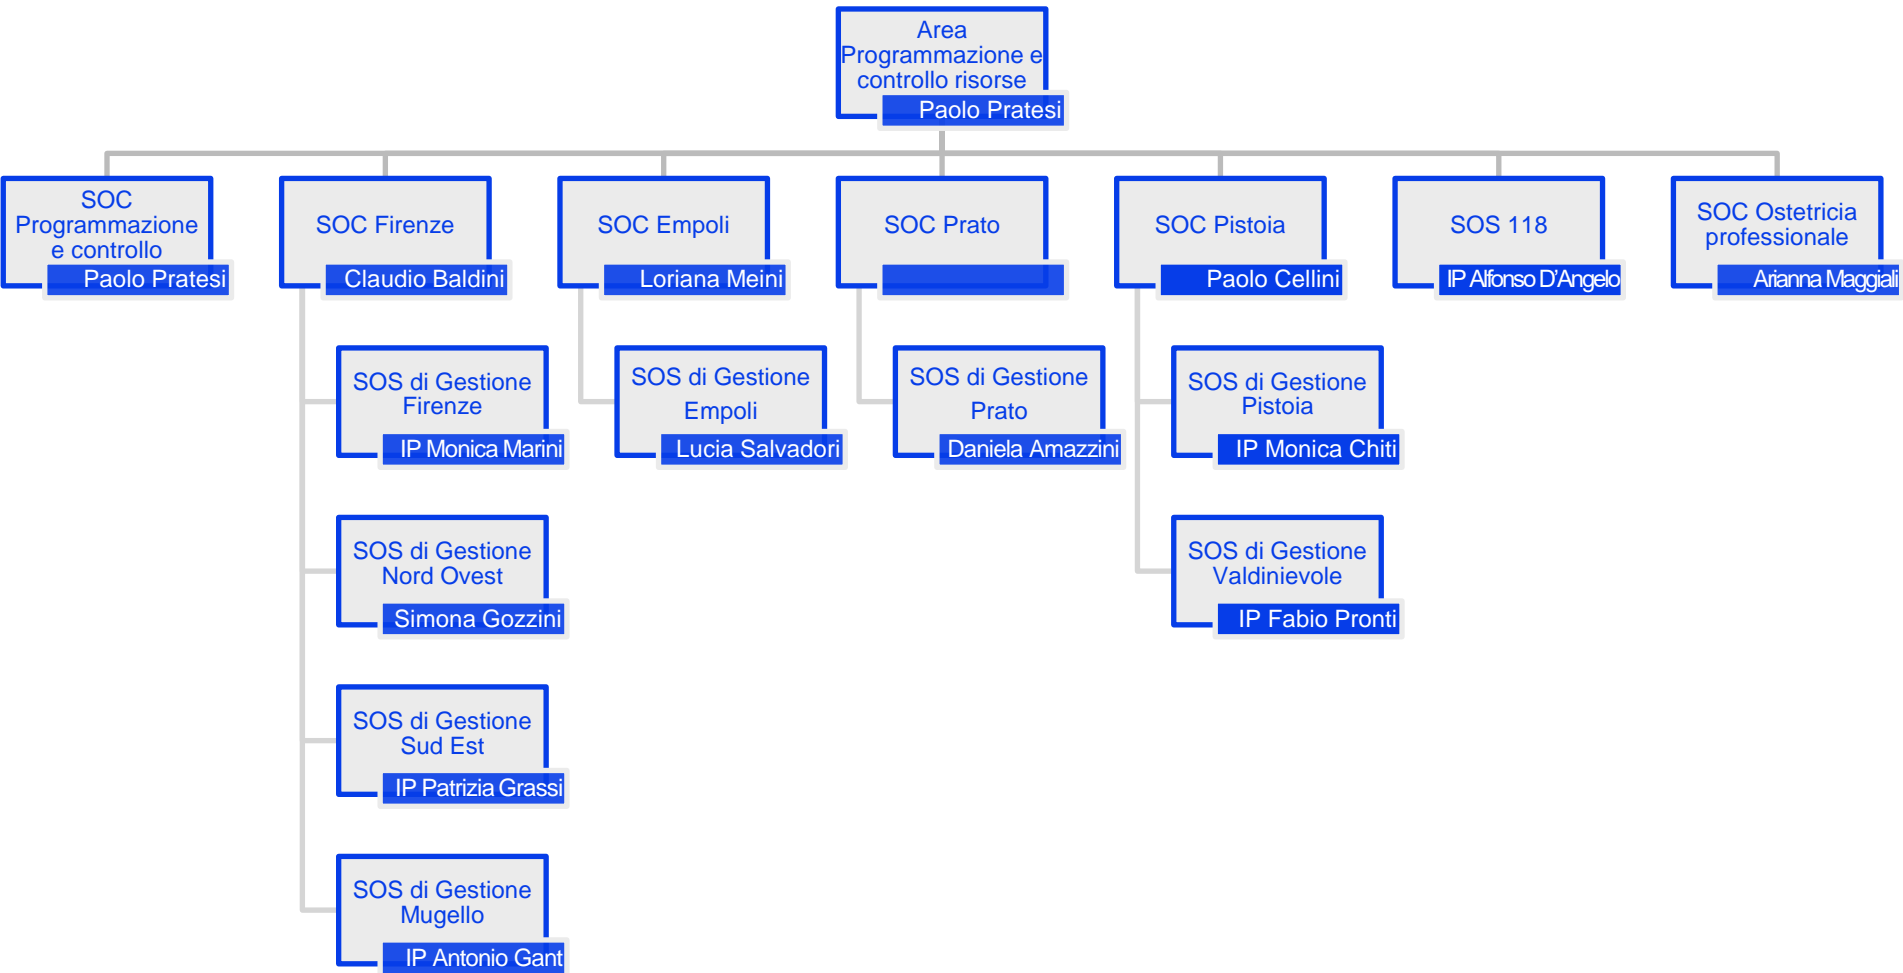 Area
Programmazione e
controllo risorse
Paolo Pratesi
SOC
Programmazione
e controllo
Paolo Pratesi
SOC Firenze
Claudio Baldini
SOC Empoli
Loriana Meini
SOC Prato
SOC Pistoia
Paolo Cellini
SOS 118
IP Alfonso D'Angelo
SOC Ostetricia
professionale
Arianna Maggiali
SOS di Gestione
Firenze
IP Monica Marini
SOS di Gestione
Empoli
Lucia Salvadori
SOS di Gestione
Prato
Daniela Amazzini
SOS di Gestione
Pistoia
IP Monica Chiti
SOS di Gestione
Nord Ovest
Simona Gozzini
SOS di Gestione
Valdinievole
IP Fabio Pronti
SOS di Gestione
Sud Est
IP Patrizia Grassi
SOS di Gestione
Mugello
IP Antonio Gant